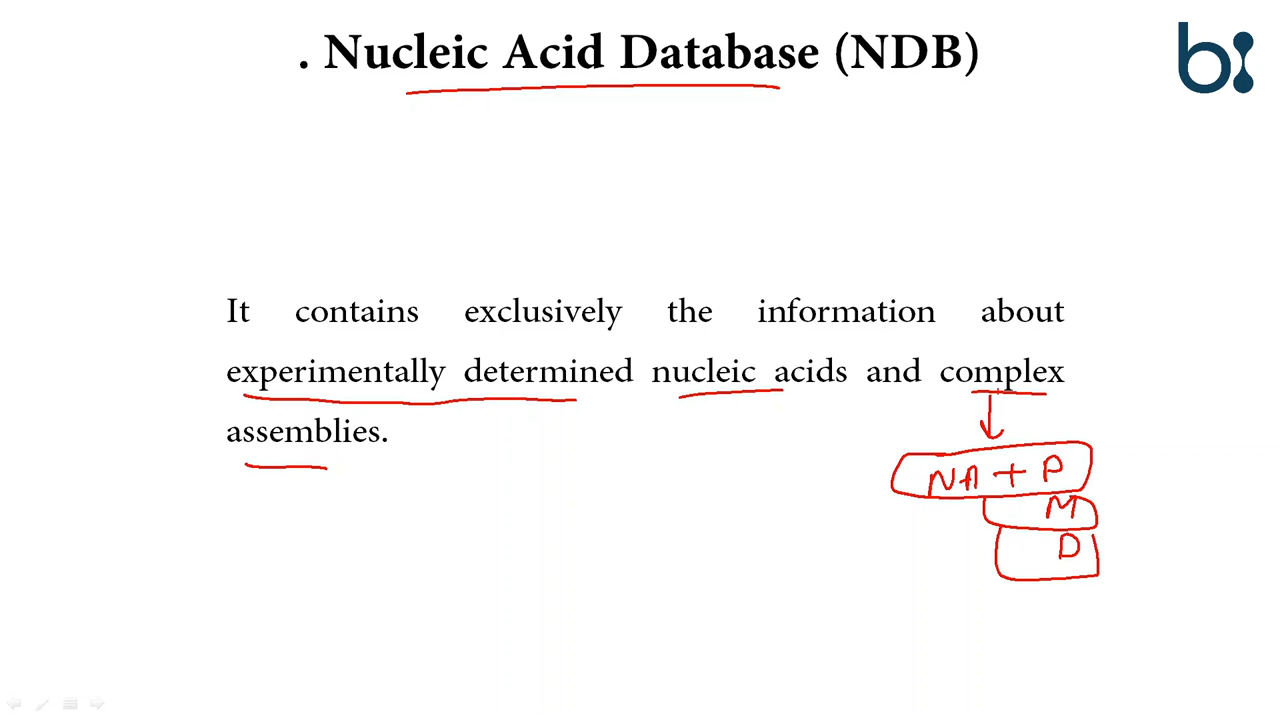 . Nucleic Acid Database (NDB)
b:
It contains exclusively the information about
experimentally determined nucleic acids and complex
assemblies.
NA + P
M
D